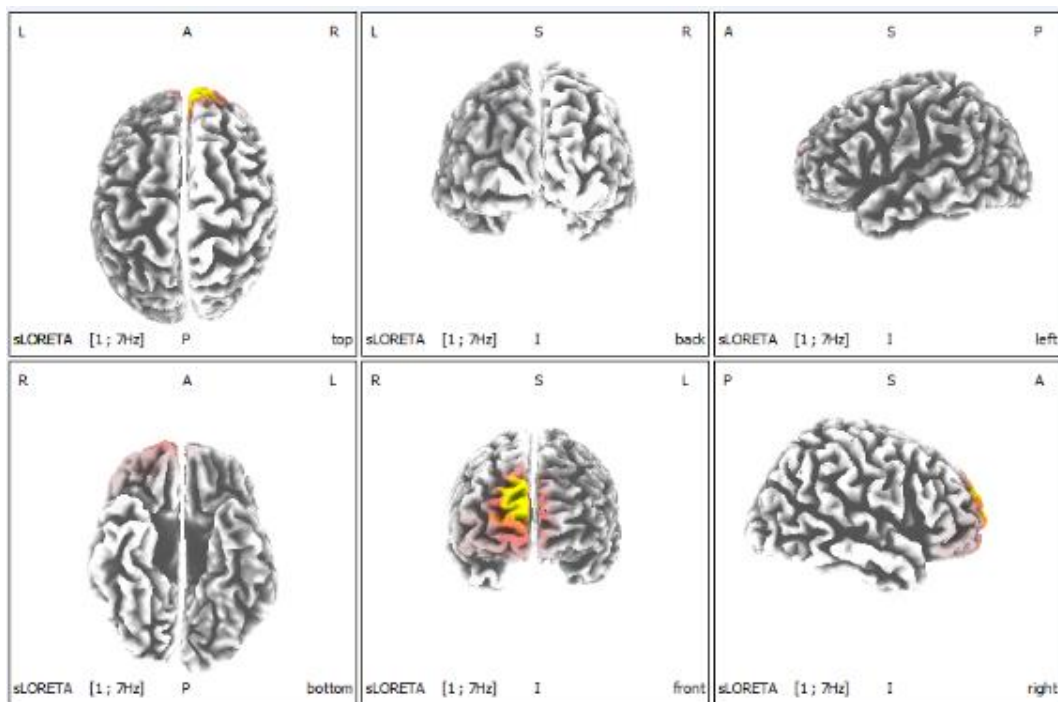 L A R
sLORETA [1 ; 7Hz] P top
L S R
sLORETA [1 ; 7Hz] I back
A S P
sLORETA [1 ; 7Hz] I left
R A L
sLORETA [1 ; 7Hz] P bottom
R S L
sLORETA [1 ; 7Hz] I front
P S A
sLORETA [1 ; 7Hz] I right